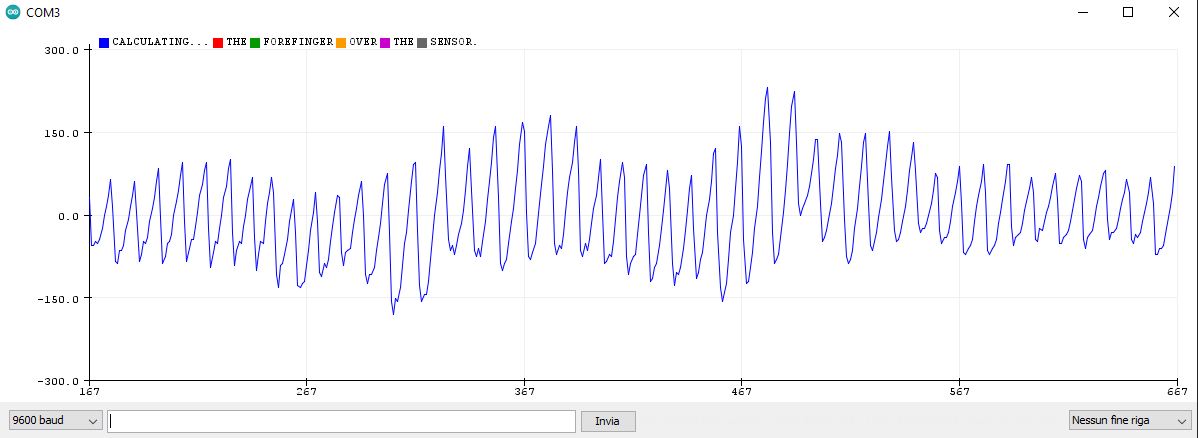 COM3
CALCULATING... THE FOREFINGER OVER THE SENSOR.
300.0
150.0
0.0
-150.0
-300.0
167 267 367 467 567 667
9600 baud Invia Nessun fine riga